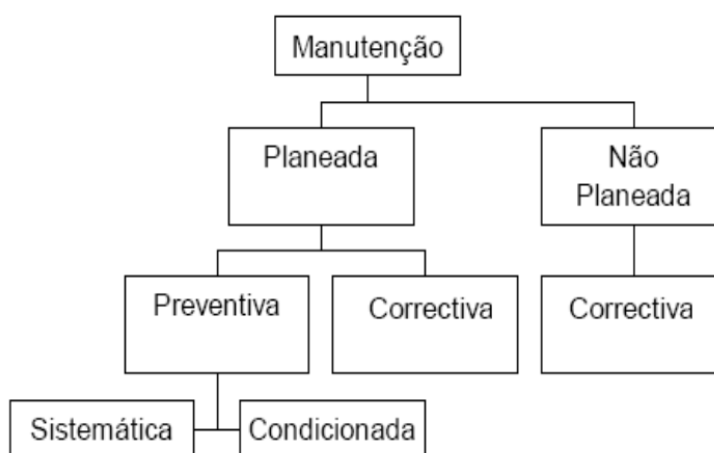 Manutenção
Planeada
Não
Planeada
Preventiva
Correctiva
Correctiva
Sistemática
Condicionada